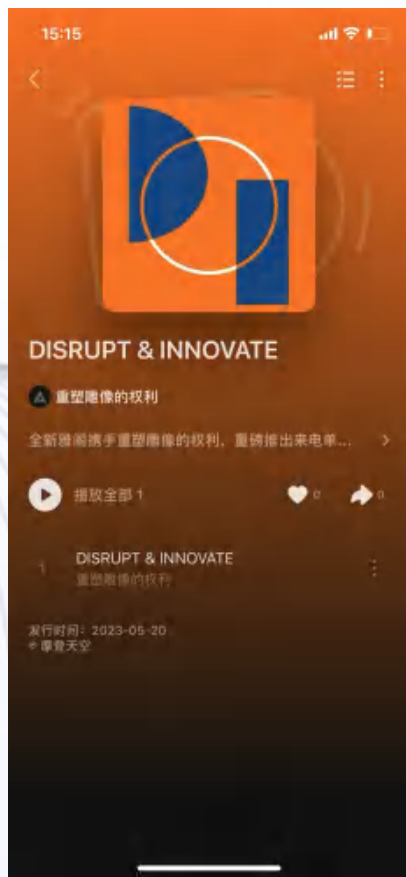 15:15
DISRUPT & INNOVATE
重塑雕像的权利
全新雅阁携手重塑雕像的权利，重磅推出来电单...
播放全部 1
0
0
1
DISRUPT & INNOVATE
重塑雕像的权利
发行时间：2023-05-20
℗摩登天空